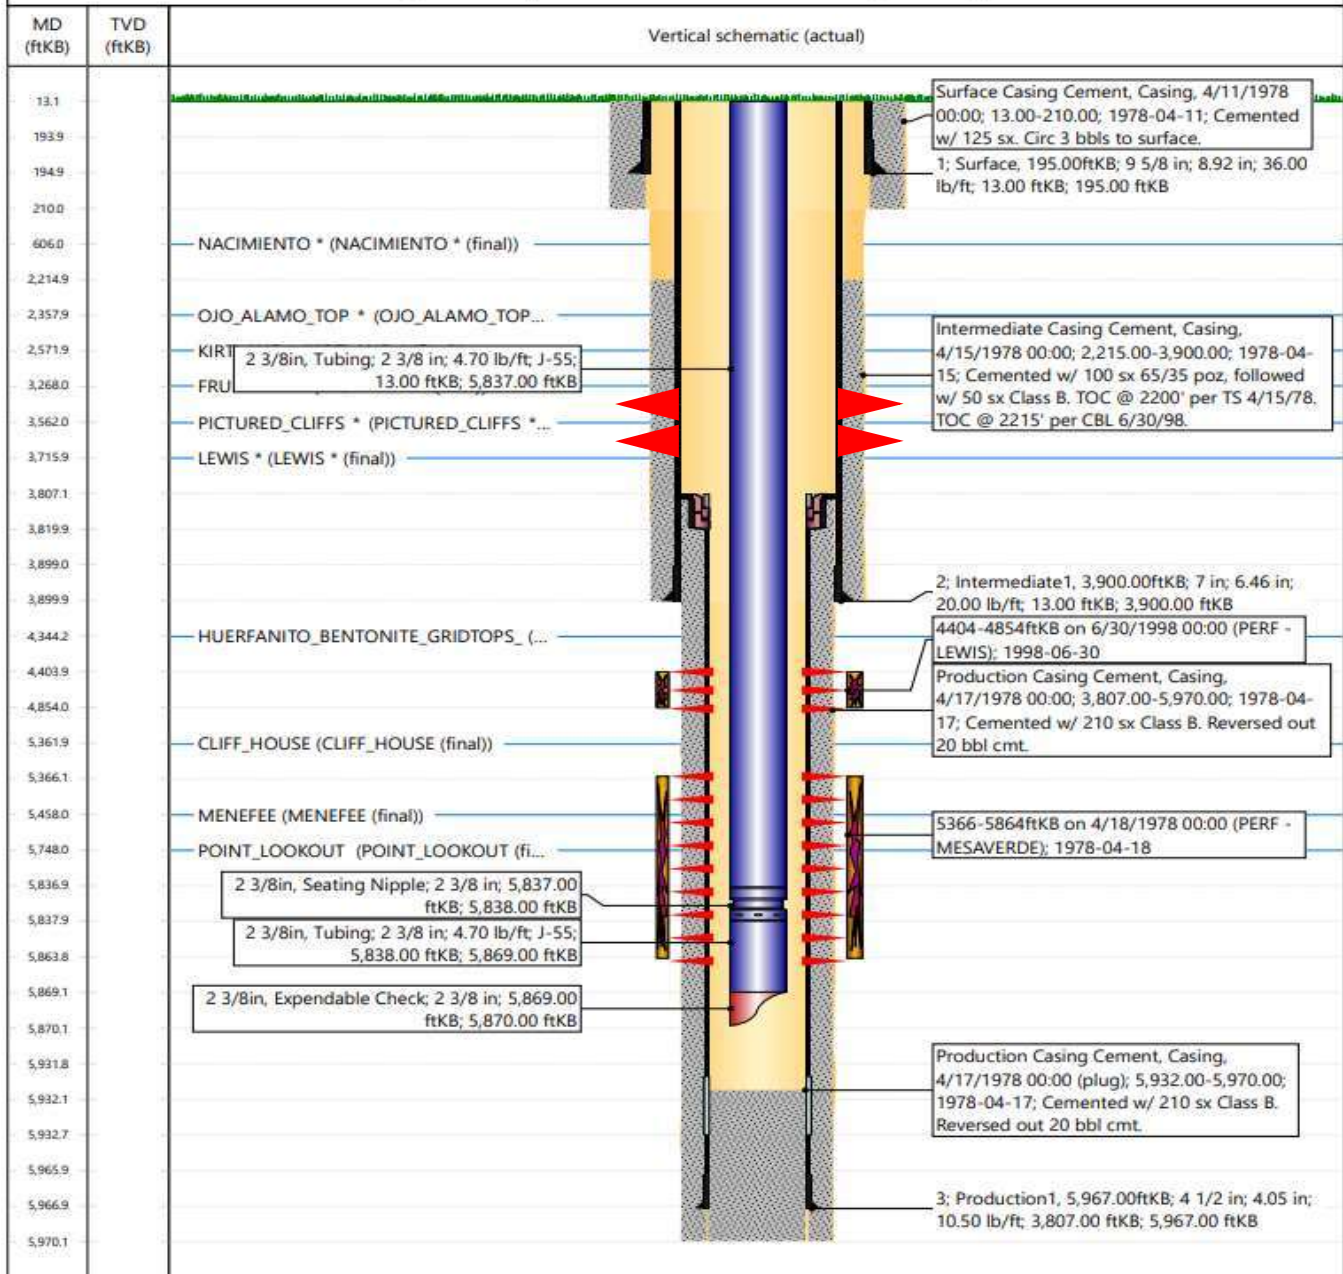 MD
(ftKB)
TVD
(ftKB)
Vertical schematic (actual)
13.1
193.9
194.9
210.0
606.0
2,214.9
2,357.9
2,571.9
3,268.0
3,562.0
3,715.9
3,807.1
3,819.9
3,899.0
3,899.9
4,344.2
4,403.9
4,854.0
5,361.9
5,366.1
5,458.0
5,748.0
5,836.9
5,837.9
5,863.8
5,869.1
5,870.1
5,931.8
5,932.1
5,932.7
5,965.9
5,966.9
5,970.1
NACIMIENTO * (NACIMIENTO * (final))
OJO_ALAMO_TOP * (OJO_ALAMO_TOP...
KIRT
2 3/8in, Tubing; 2 3/8 in; 4.70 lb/ft; J-55;
13.00 ftKB; 5,837.00 ftKB
FRU
PICTURED_CLIFFS * (PICTURED_CLIFFS *...
LEWIS * (LEWIS * (final))
HUERFANITO_BENTONITE_GRIDTOPS_ (...
CLIFF_HOUSE (CLIFF_HOUSE (final))
MENEFEE (MENEFEE (final))
POINT_LOOKOUT (POINT_LOOKOUT (fi...
2 3/8in, Seating Nipple; 2 3/8 in; 5,837.00
ftKB; 5,838.00 ftKB
2 3/8in, Tubing; 2 3/8 in; 4.70 lb/ft; J-55;
5,838.00 ftKB; 5,869.00 ftKB
2 3/8in, Expendable Check; 2 3/8 in; 5,869.00
ftKB; 5,870.00 ftKB
Surface Casing Cement, Casing, 4/11/1978
00:00; 13.00-210.00; 1978-04-11; Cemented
w/ 125 sx. Circ 3 bbls to surface.
1; Surface, 195.00ftKB; 9 5/8 in; 8.92 in; 36.00
lb/ft; 13.00 ftKB; 195.00 ftKB
Intermediate Casing Cement, Casing,
4/15/1978 00:00; 2,215.00-3,900.00; 1978-04-
15; Cemented w/ 100 sx 65/35 poz, followed
w/ 50 sx Class B. TOC @ 2200' per TS 4/15/78.
TOC @ 2215' per CBL 6/30/98.
2; Intermediate1, 3,900.00ftKB; 7 in; 6.46 in;
20.00 lb/ft; 13.00 ftKB; 3,900.00 ftKB
4404-4854ftKB on 6/30/1998 00:00 (PERF -
LEWIS); 1998-06-30
Production Casing Cement, Casing,
4/17/1978 00:00; 3,807.00-5,970.00; 1978-04-
17; Cemented w/ 210 sx Class B. Reversed out
20 bbl cmt.
5366-5864ftKB on 4/18/1978 00:00 (PERF -
MESAVERDE); 1978-04-18
Production Casing Cement, Casing,
4/17/1978 00:00 (plug); 5,932.00-5,970.00;
1978-04-17; Cemented w/ 210 sx Class B.
Reversed out 20 bbl cmt.
3; Production1, 5,967.00ftKB; 4 1/2 in; 4.05 in;
10.50 lb/ft; 3,807.00 ftKB; 5,967.00 ftKB